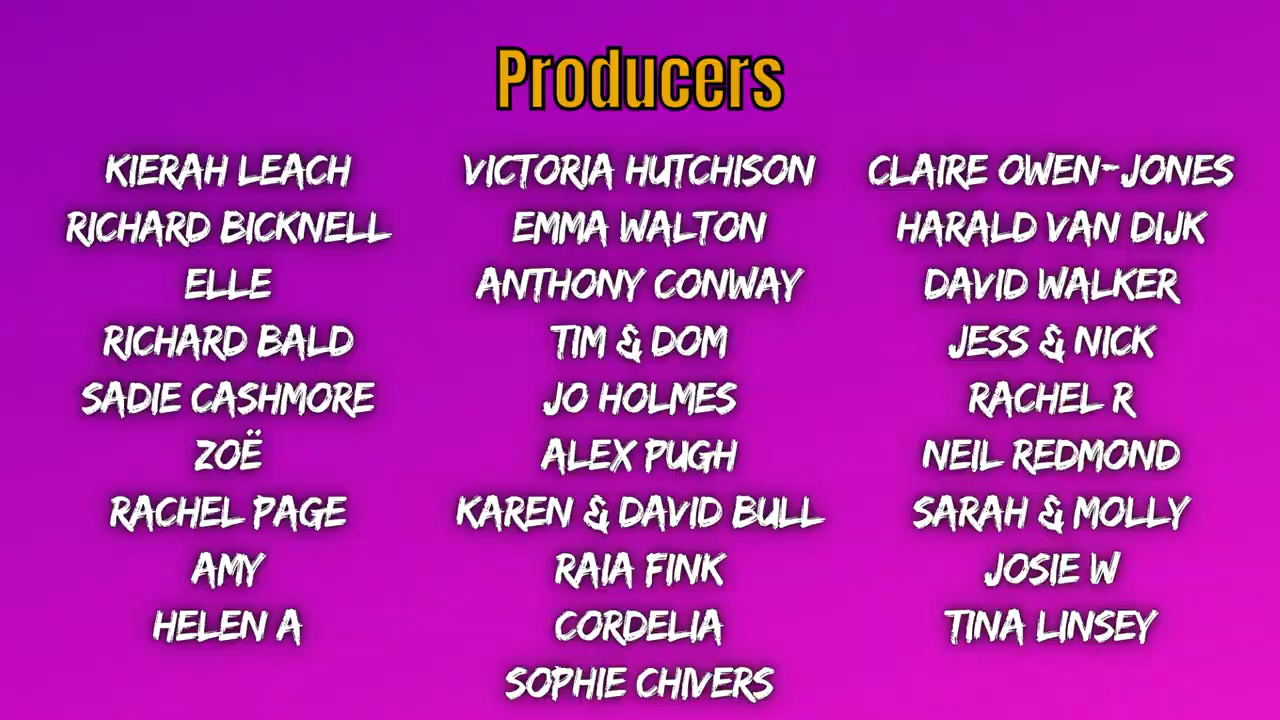 Producers
KIERAH LEACH
RICHARD BICKNELL
ELLE
RICHARD BALD
SADIE CASHMORE
ZOË
RACHEL PAGE
AMY
HELEN A
VICTORIA HUTCHISON
EMMA WALTON
ANTHONY CONWAY
TIM & DOM
JO HOLMES
ALEX PUGH
KAREN & DAVID BULL
RAIA FINK
CORDELIA
SOPHIE CHIVERS
CLAIRE OWEN-JONES
HARALD VAN DIJK
DAVID WALKER
JESS & NICK
RACHEL R
NEIL REDMOND
SARAH & MOLLY
JOSIE W
TINA LINSEY